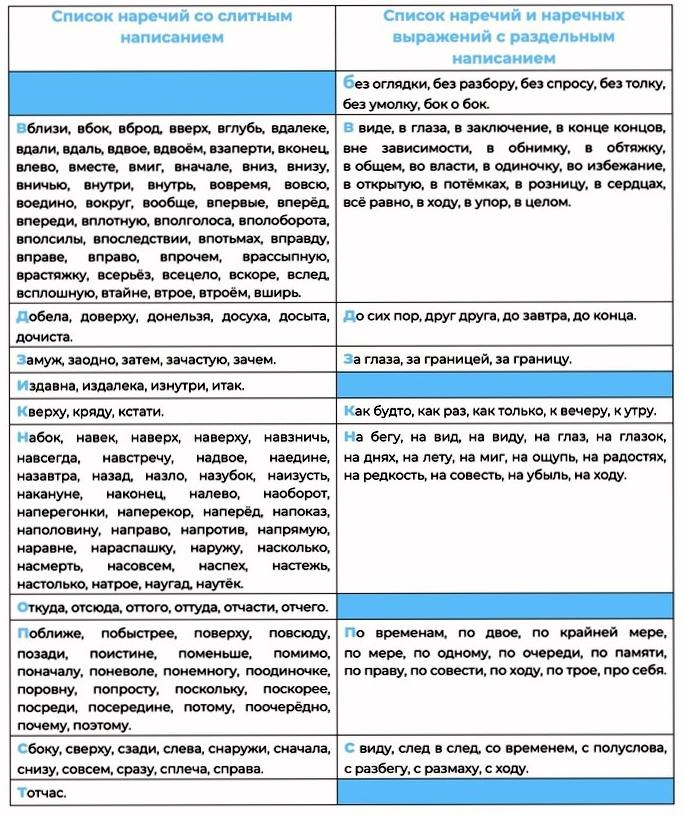 Список наречий со слитным
написанием
Список наречий и наречных
выражений с раздельным
написанием
без оглядки, без разбору, без спросу, без толку,
без умолку, бок о бок.
Вблизи, вбок, вброд, вверх, вглубь, вдалеке,
вдали, вдаль, вдвое, вдвоём, взаперти, вконец,
влево, вместе, вмиг, вначале, вниз, внизу,
вничью, внутри, внутрь, вовремя, вовсю,
воедино, вокруг, вообще, впервые, вперёд,
впереди, вплотную, вполголоса, вполоборота,
вполсилы, впоследствии, впотьмах, вправду,
вправе, вправо, впрочем, врассыпную,
врастяжку, всерьёз, всецело, вскоре, вслед,
всплошную, втайне, втрое, втроём, вширь.
В виде, в глаза, в заключение, в конце концов,
вне зависимости, в обнимку, в обтяжку,
в общем, во власти, в одиночку, во избежание,
в открытую, в потёмках, в розницу, в сердцах,
всё равно, в ходу, в упор, в целом.
Добела, доверху, донельзя, досуха, досыта,
дочиста.
До сих пор, друг друга, до завтра, до конца.
Замуж, заодно, затем, зачастую, зачем.
За глаза, за границей, за границу.
Издавна, издалека, изнутри, итак.
Кверху, кряду, кстати.
Как будто, как раз, как только, к вечеру, к утру.
Набок, навек, наверх, наверху, навзничь,
навсегда, навстречу, надвое, наедине,
назавтра, назад, назло, назубок, наизусть,
накануне, наконец, налево, наоборот,
наперегонки, наперекор, наперёд, напоказ,
наполовину, направо, напротив, напрямую,
наравне, нараспашку, наружу, насколько,
насмерть, насовсем, наспех, настежь,
настолько, натрое, наугад, наутёк.
На бегу, на вид, на виду, на глаз, на глазок,
на днях, на лету, на миг, на ощупь, на радостях,
на редкость, на совесть, на убыль, на ходу.
Откуда, отсюда, оттого, оттуда, отчасти, отчего.
Поближе, побыстрее, поверху, повсюду,
позади, поистине, поменьше, помимо,
поначалу, поневоле, понемногу, поодиночке,
поровну, попросту, поскольку, поскорее,
посреди, посередине, потому, поочерёдно,
почему, поэтому.
По временам, по двое, по крайней мере,
по мере, по одному, по очереди, по памяти,
по праву, по совести, по ходу, по трое, про себя.
Сбоку, сверху, сзади, слева, снаружи, сначала,
снизу, совсем, сразу, сплеча, справа.
С виду, след в след, со временем, с полуслова,
с разбегу, с размаху, с ходу.
Тотчас.